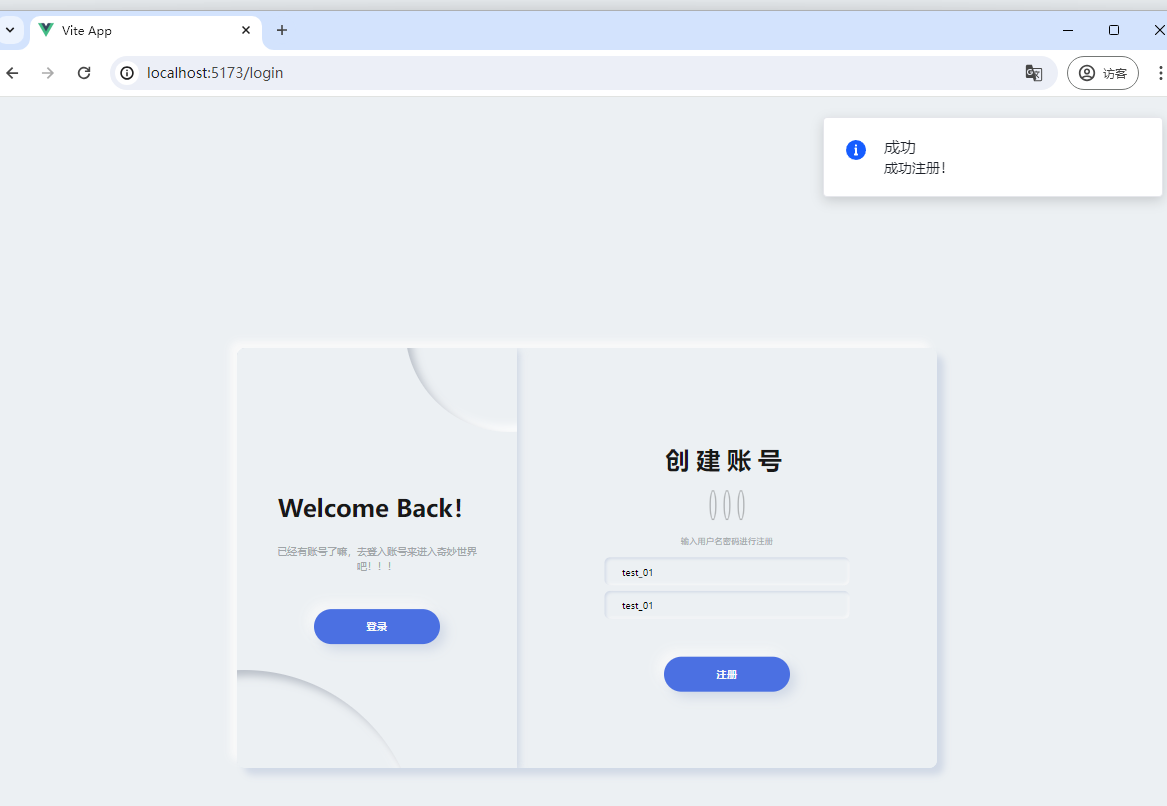 Vite App
localhost:5173/login
访客
成功
成功注册！
Welcome Back！
已经有账号了嘛，去登入账号来进入奇妙世界
吧！！！
登录
创建账号
输入用户名密码进行注册
test_01
test_01
注册